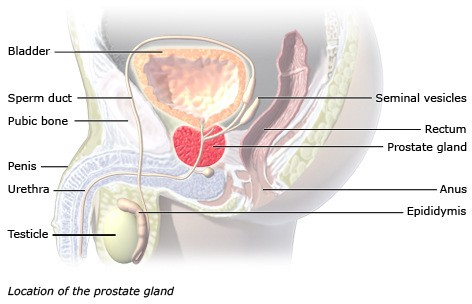 Bladder
Sperm duct
Pubic bone
Penis
Urethra
Testicle
Seminal vesicles
Rectum
Prostate gland
Anus
Epididymis
Location of the prostate gland